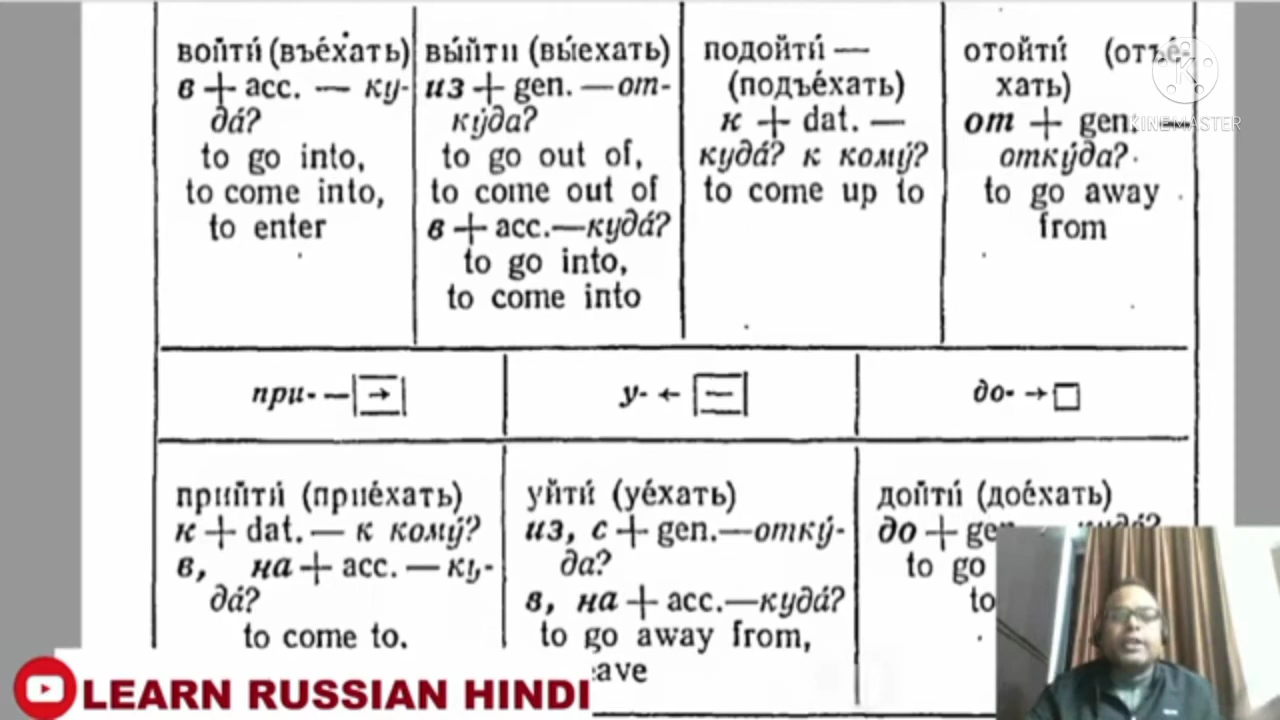 войти́ (въе́хать)
в + acc. — ку-
да́?
to go into,
to come into,
to enter
вы́йти (вы́ехать)
из + gen. — от-
ку́да?
to go out of,
to come out of
в + acc.—куда́?
to go into,
to come into
подойти́ —
(подъе́хать)
к + dat. —
куда́? к кому́?
to come up to
отойти́ (отъе́-
хать)
от + gen. —
отку́да?
to go away
from
KINEMASTER
при- — →
у- ← —
до- → □
прийти́ (прие́хать)
к + dat. — к кому́?
в, на + acc. — ку-
да́?
to come to.
уйти́ (уе́хать)
из, с + gen.—отку́-
да?
в, на + acc.—куда́?
to go away from,
дойти́ (дое́хать)
до + куда́?
to go
to
LEARN RUSSIAN HINDI